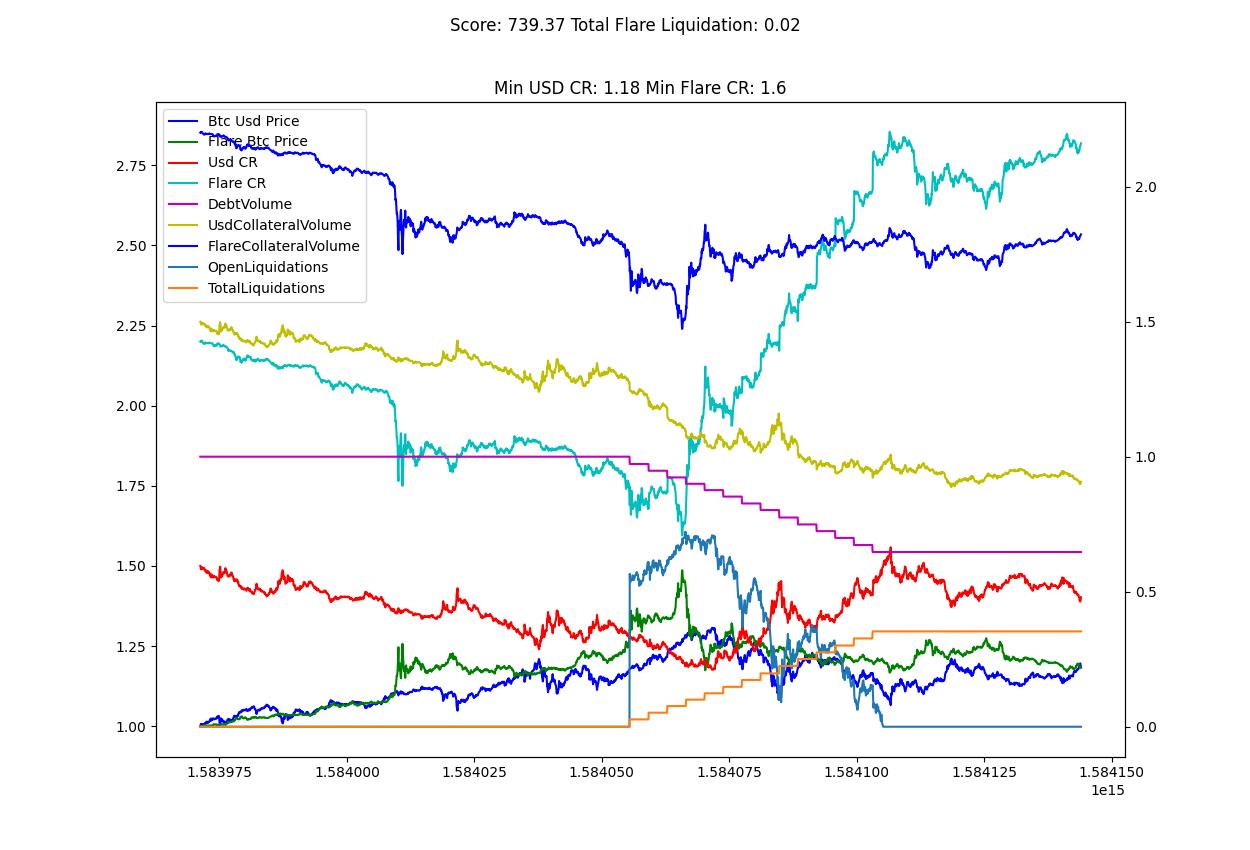 Score: 739.37 Total Flare Liquidation: 0.02
Min USD CR: 1.18 Min Flare CR: 1.6
Btc Usd Price
Flare Btc Price
Usd CR
Flare CR
DebtVolume
UsdCollateralVolume
FlareCollateralVolume
OpenLiquidations
TotalLiquidations
2.75
2.50
2.25
2.00
1.75
1.50
1.25
1.00
2.0
1.5
1.0
0.5
0.0
1.583975
1.584000
1.584025
1.584050
1.584075
1.584100
1.584125
1.584150
1e15